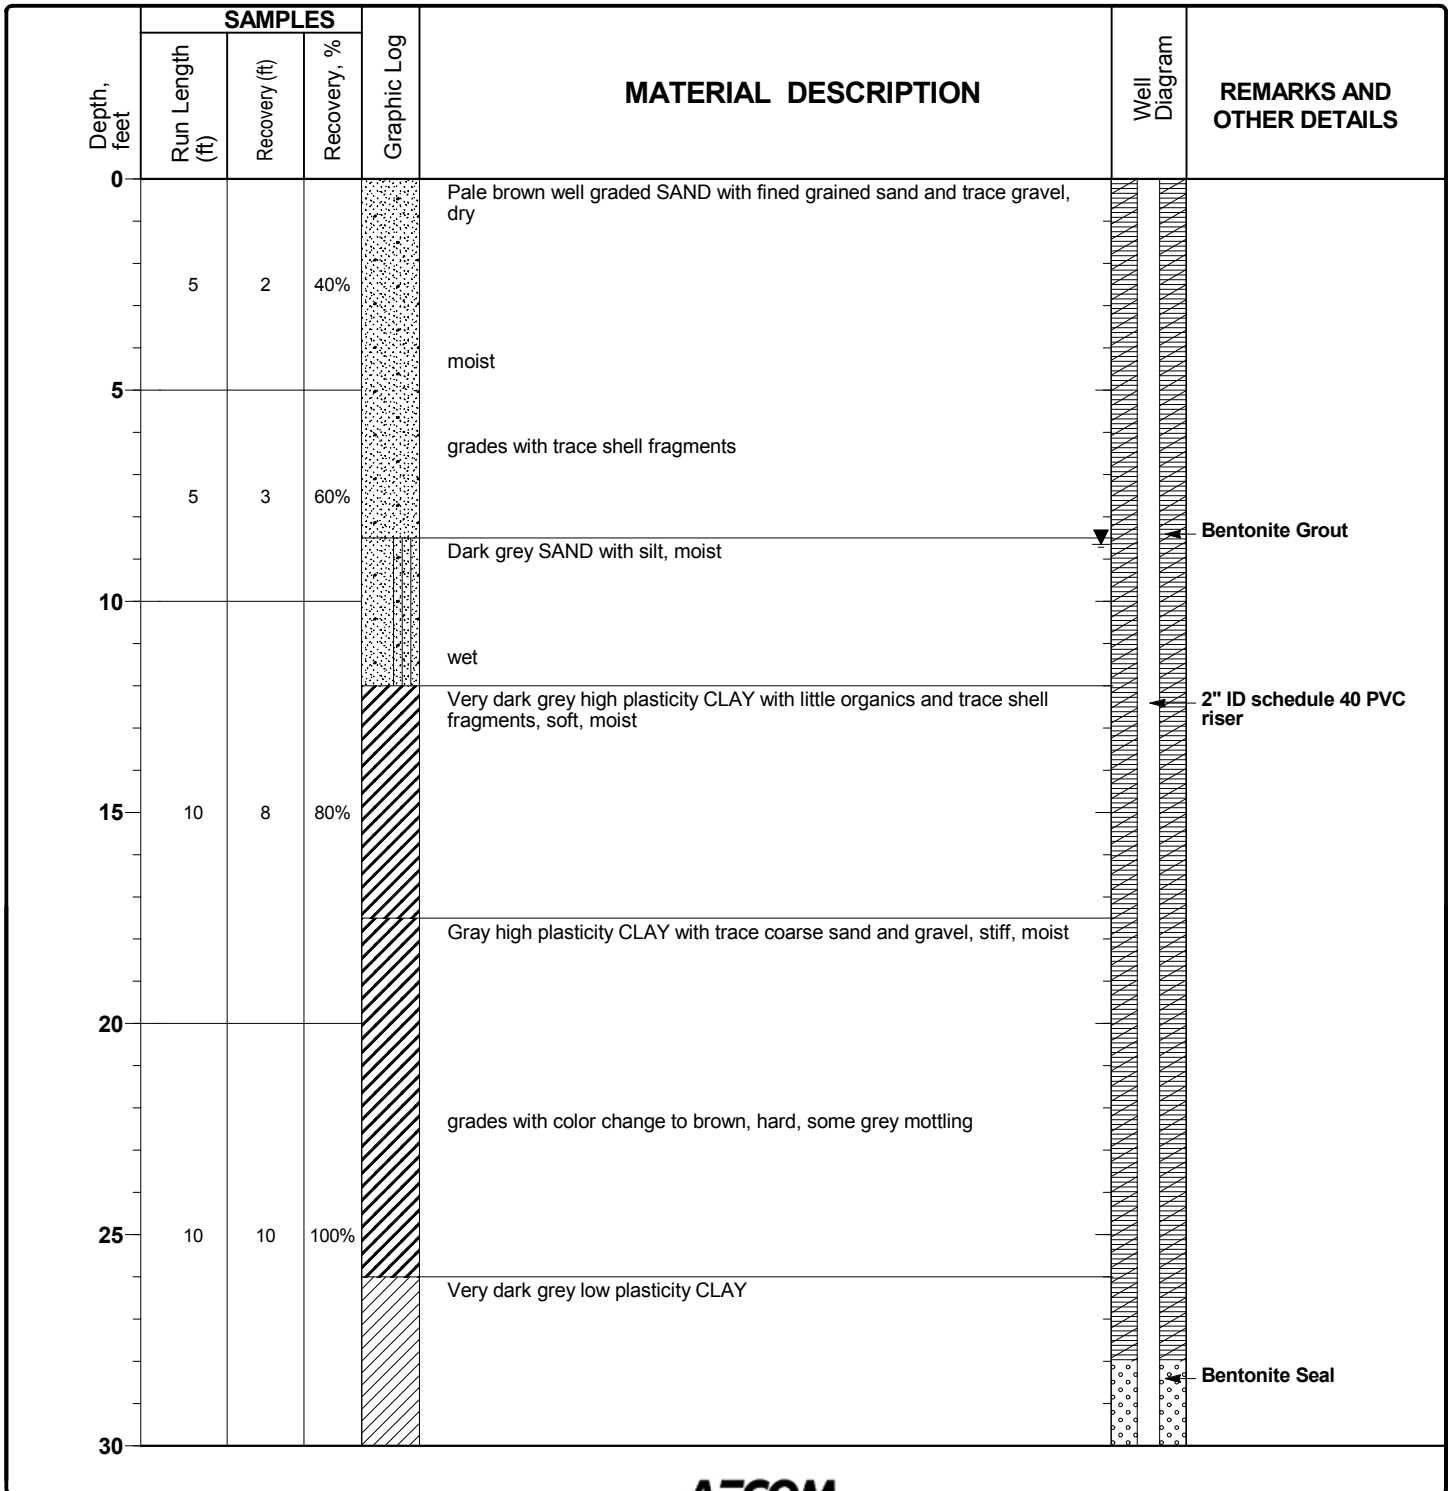 SAMPLES
Depth,
feet
Run Length
(ft)
Recovery (ft)
Recovery, %
Graphic Log
MATERIAL DESCRIPTION
Well
Diagram
REMARKS AND
OTHER DETAILS
0
Pale brown well graded SAND with fined grained sand and trace gravel,
dry
5 2 40%
moist
5
grades with trace shell fragments
5 3 60%
Bentonite Grout
Dark grey SAND with silt, moist
10
wet
Very dark grey high plasticity CLAY with little organics and trace shell
fragments, soft, moist
2" ID schedule 40 PVC
riser
15 10 8 80%
Gray high plasticity CLAY with trace coarse sand and gravel, stiff, moist
20
grades with color change to brown, hard, some grey mottling
25 10 10 100%
Very dark grey low plasticity CLAY
Bentonite Seal
30
AECOM